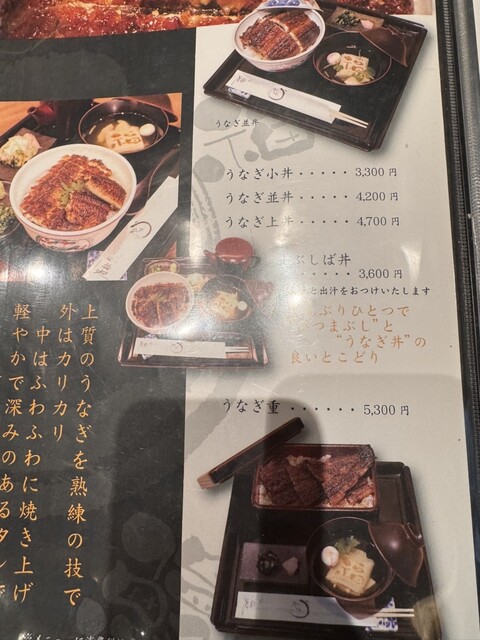 うなぎ並丼
うなぎ小丼・・・・・3,300円
うなぎ並丼・・・・・4,200円
うなぎ上丼・・・・・4,700円
まぶしば丼
・・・・・3,600円
と出汁をおつけいたします
ぷりひとつで
つまぶし"と
"うなぎ丼"の
良いとこどり
うなぎ重・・・・・・5,300円
上質のうなぎを熟練の技で
外はカリカリ
中はふわふわに焼き上げ
軽やかで深みのあるタレで